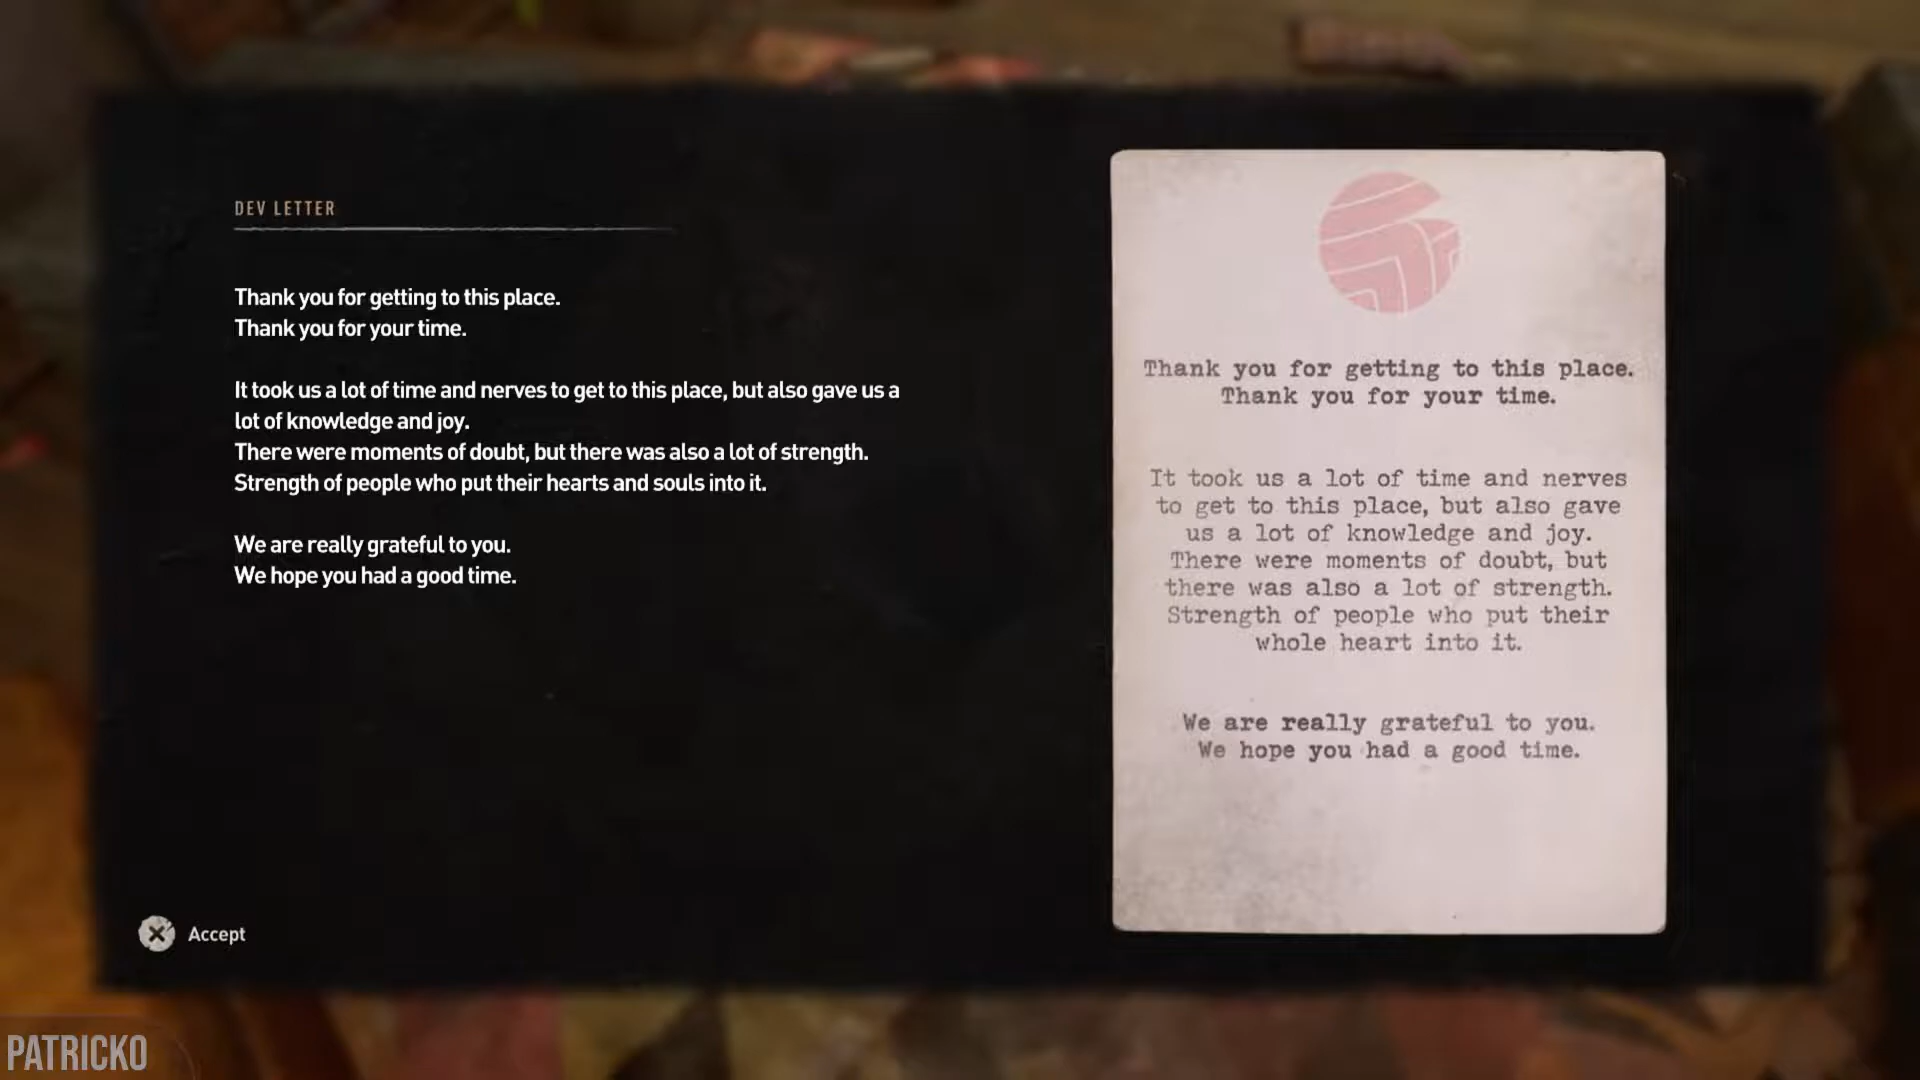 DEV LETTER
Thank you for getting to this place.
Thank you for your time.
It took us a lot of time and nerves to get to this place, but also gave us a
lot of knowledge and joy.
There were moments of doubt, but there was also a lot of strength.
Strength of people who put their hearts and souls into it.
We are really grateful to you.
We hope you had a good time.
Accept
Thank you for getting to this place.
Thank you for your time.
It took us a lot of time and nerves
to get to this place, but also gave
us a lot of knowledge and joy.
There were moments of doubt, but
there was also a lot of strength.
Strength of people who put their
whole heart into it.
We are really grateful to you.
We hope you had a good time.
PATRICKO